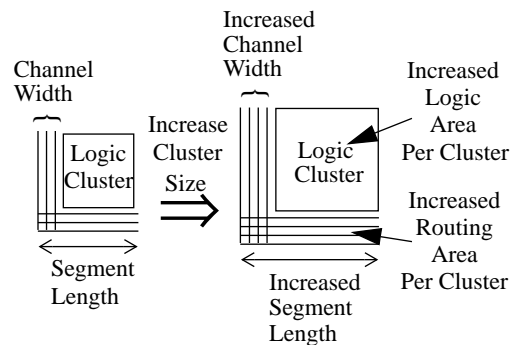 Channel
Width
Logic
Cluster
Segment
Length
Increase
Cluster
Size
Increased
Channel
Width
Logic
Cluster
Increased
Segment
Length
Increased
Logic
Area
Per Cluster
Increased
Routing
Area
Per Cluster